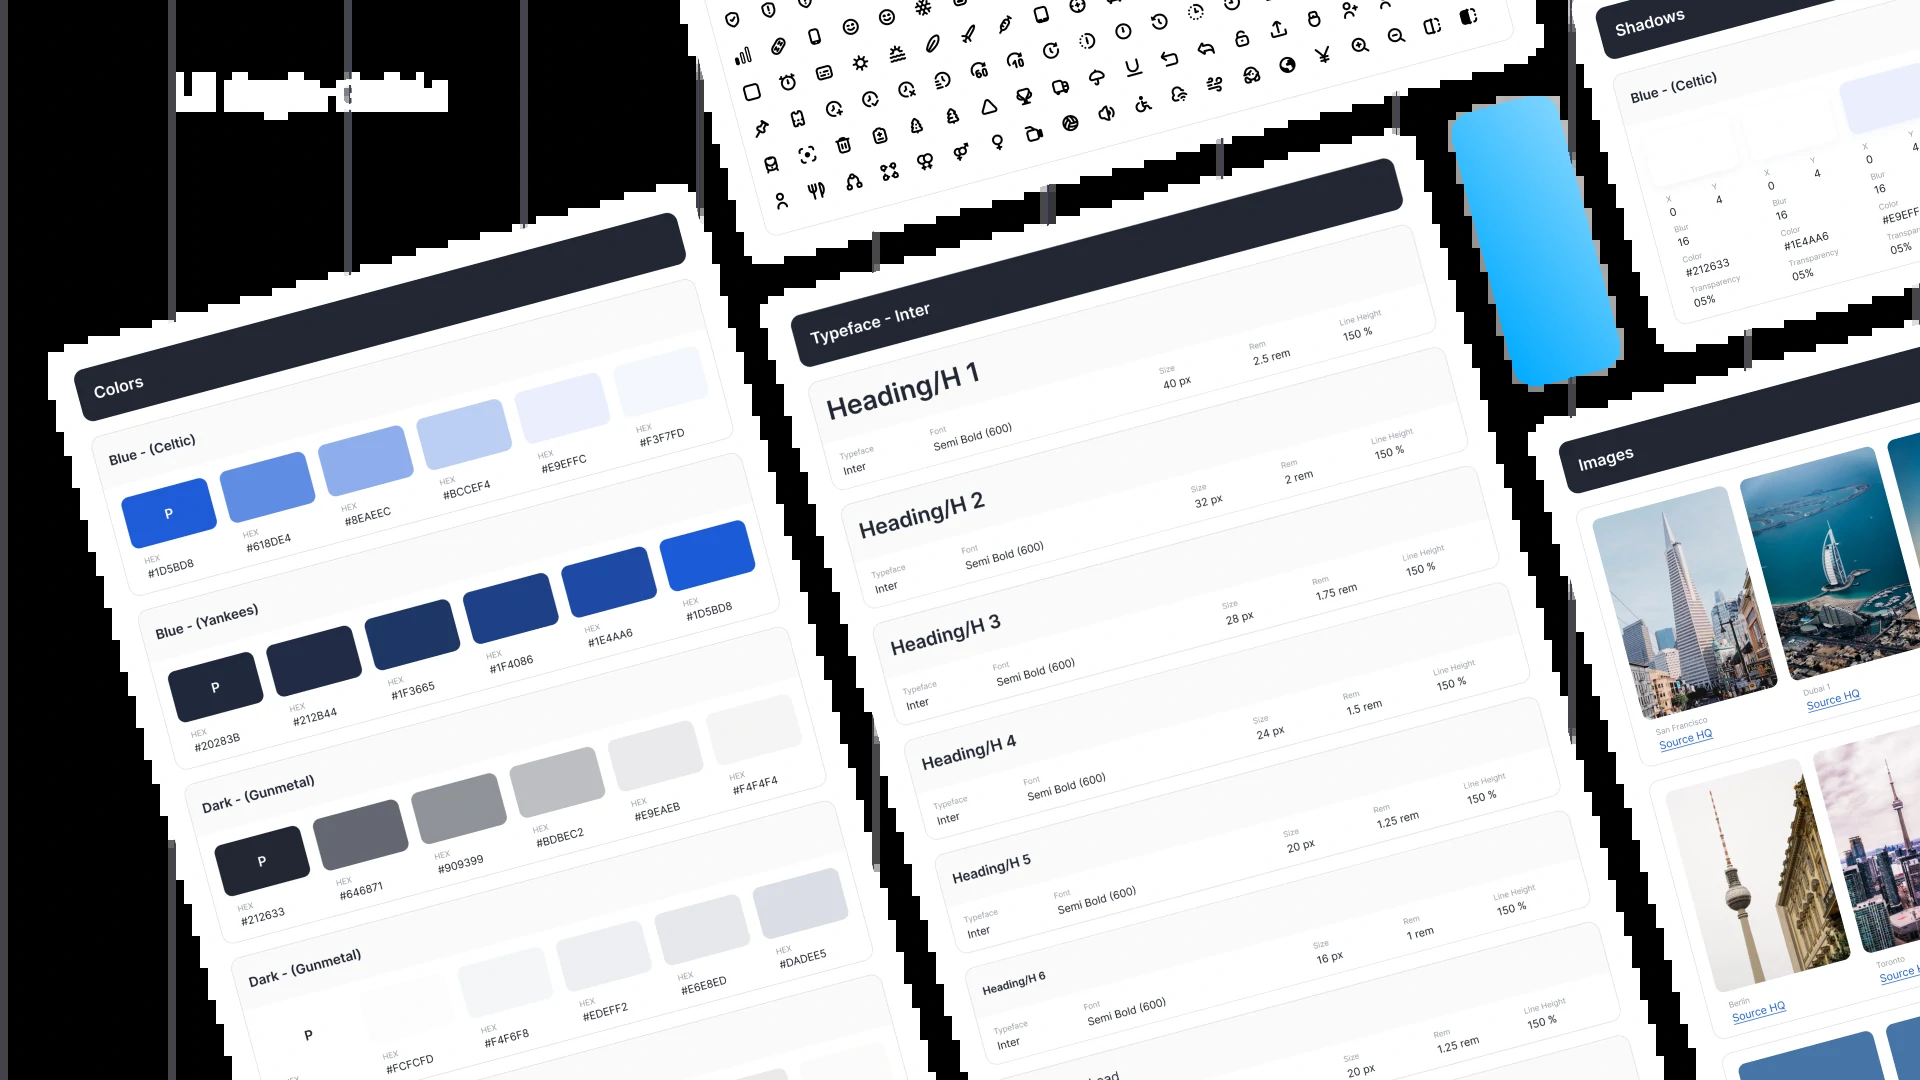 Colors
Blue - (Celtic)
P
HEX
#1D5BD8
HEX
#618DE4
HEX
#8EAEEC
HEX
#BCCEF4
HEX
#E9EFFC
HEX
#F3F7FD
Blue - (Yankees)
P
HEX
#20283B
HEX
#212B44
HEX
#1F3665
HEX
#1F4086
HEX
#1E4AA6
HEX
#1D5BD8
Dark - (Gunmetal)
P
HEX
#212633
HEX
#646871
HEX
#909399
HEX
#BDBEC2
HEX
#E9EAEB
HEX
#F4F4F4
Dark - (Gunmetal)
P
HEX
HEX
#FCFCFD
HEX
#F4F6F8
HEX
#EDEFF2
HEX
#E6E8ED
HEX
#DADEE5
60
10
Typeface - Inter
Heading/H 1
Typeface
Inter
Font
Semi Bold (600)
Size
40 px
Rem
2.5 rem
Line Height
150 %
Heading/H 2
Typeface
Inter
Font
Semi Bold (600)
Size
32 px
Rem
2 rem
Line Height
150 %
Heading/H 3
Typeface
Inter
Font
Semi Bold (600)
Size
28 px
Rem
1.75 rem
Line Height
150 %
Heading/H 4
Typeface
Inter
Font
Semi Bold (600)
Size
24 px
Rem
1.5 rem
Line Height
150 %
Heading/H 5
Typeface
Inter
Font
Semi Bold (600)
Size
20 px
Rem
1.25 rem
Line Height
150 %
Heading/H 6
Typeface
Inter
Font
Semi Bold (600)
Size
16 px
Rem
1 rem
Line Height
150 %
Size
20 px
Rem
1.25 rem
Line Height
150 %
Shadows
Blue - (Celtic)
X
0
Y
4
Blur
16
Color
#212633
Transparency
05%
X
0
Y
4
Blur
16
Color
#1E4AA6
Transparency
05%
X
0
Y
4
Blur
16
Color
#E9EFF
05%
Images
San Francisco
Source HQ
Dubai 1
Source HQ
Berlin
Source HQ
Toronto
Source